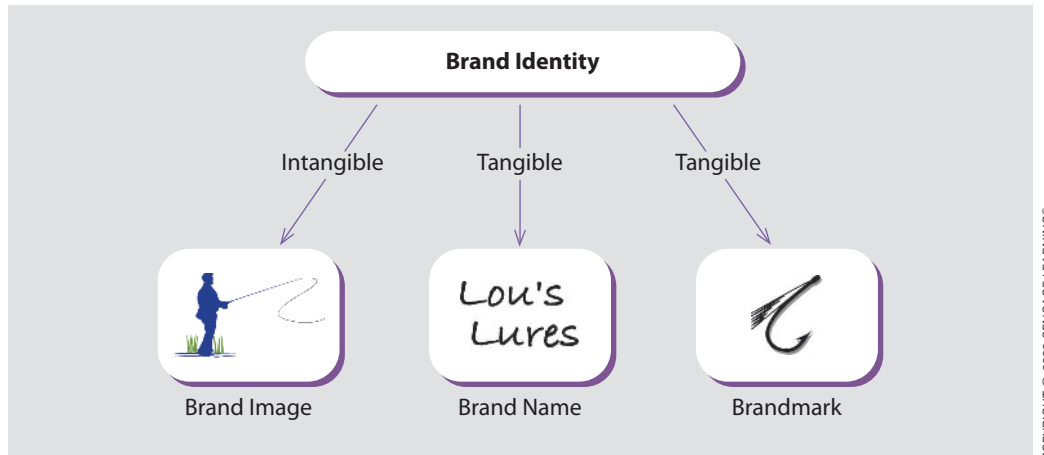 Brand Identity
Intangible
Tangible
Tangible
Lou's
Lures
Brand Image
Brand Name
Brandmark